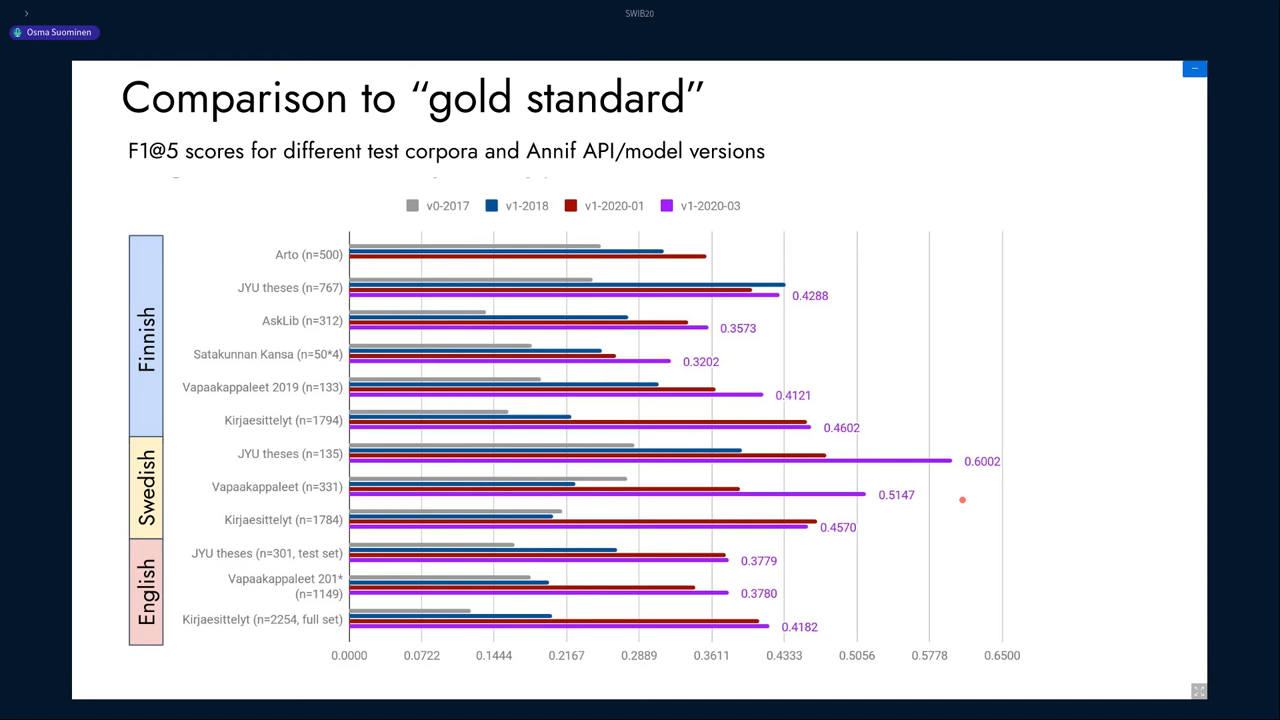 SWIB20
Osma Suominen
Comparison to “gold standard”
F1@5 scores for different test corpora and Annif API/model versions
v0-2017 v1-2018 v1-2020-01 v1-2020-03
Finnish
Arto (n=500)
JYU theses (n=767) 0.4288
AskLib (n=312) 0.3573
Satakunnan Kansa (n=50*4) 0.3202
Vapaakappaleet 2019 (n=133) 0.4121
Kirjaesittelyt (n=1794) 0.4602
Swedish
JYU theses (n=135) 0.6002
Vapaakappaleet (n=331) 0.5147
Kirjaesittelyt (n=1784) 0.4570
English
JYU theses (n=301, test set) 0.3779
Vapaakappaleet 201*
(n=1149) 0.3780
Kirjaesittelyt (n=2254, full set) 0.4182
0.0000 0.0722 0.1444 0.2167 0.2889 0.3611 0.4333 0.5056 0.5778 0.6500